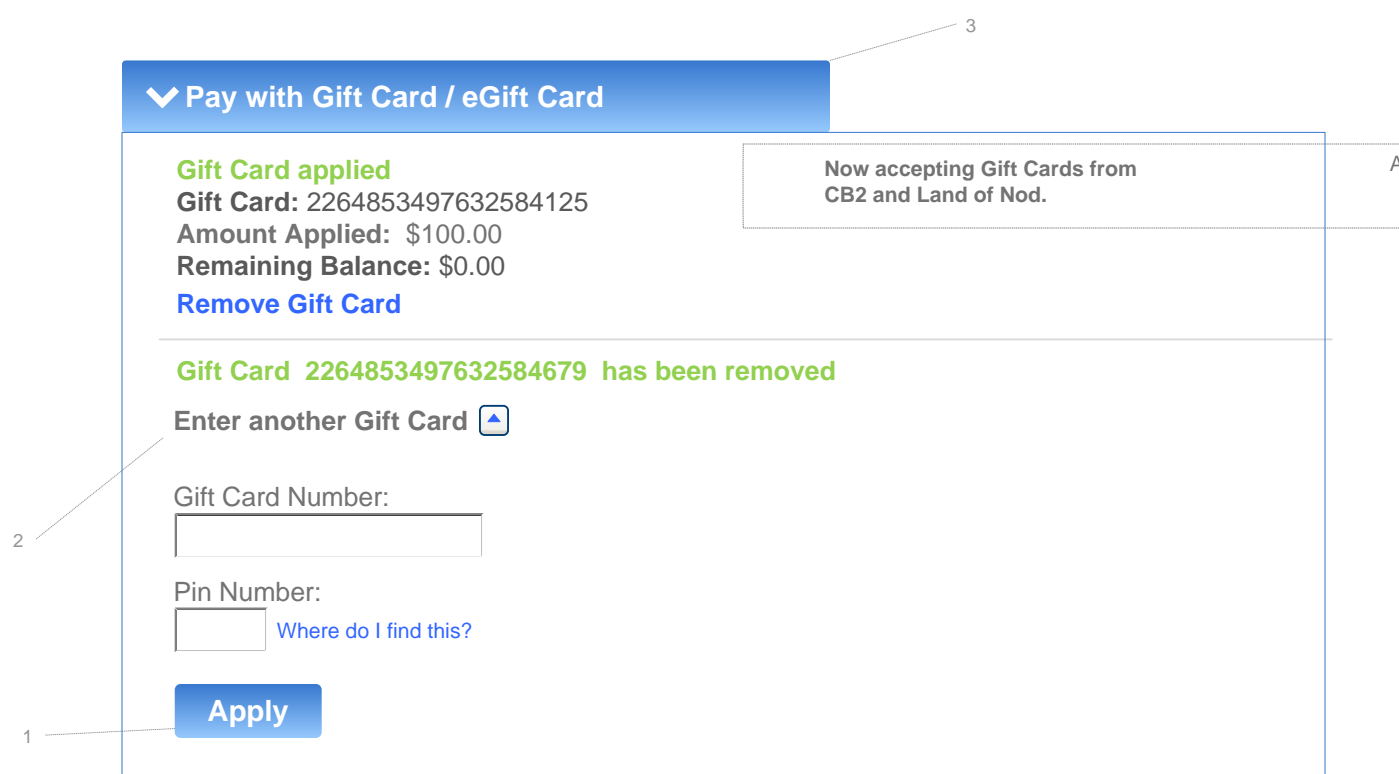 3
Pay with Gift Card / eGift Card
Gift Card applied
Gift Card: 2264853497632584125
Amount Applied: $100.00
Remaining Balance: $0.00
Remove Gift Card
Now accepting Gift Cards from
CB2 and Land of Nod.
A
Gift Card 2264853497632584679 has been removed
Enter another Gift Card
2
Gift Card Number:
Pin Number:
Where do I find this?
Apply
1